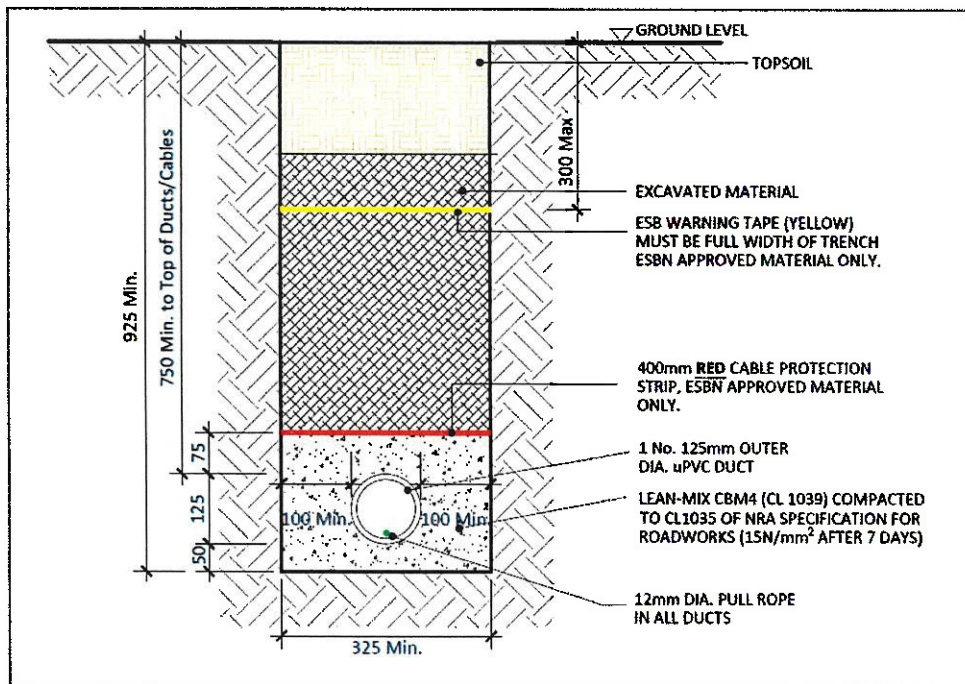 GROUND LEVEL
TOPSOIL
300 Max
EXCAVATED MATERIAL
ESB WARNING TAPE (YELLOW)
MUST BE FULL WIDTH OF TRENCH
ESBN APPROVED MATERIAL ONLY.
925 Min.
750 Min. to Top of Ducts/Cables
400mm RED CABLE PROTECTION
STRIP, ESBN APPROVED MATERIAL
ONLY.
75
1 No. 125mm OUTER
DIA. uPVC DUCT
125
100 Min.
100 Min
LEAN-MIX CBM4 (CL 1039) COMPACTED
TO CL1035 OF NRA SPECIFICATION FOR
ROADWORKS (15N/mm² AFTER 7 DAYS)
50
12mm DIA. PULL ROPE
IN ALL DUCTS
325 Min.